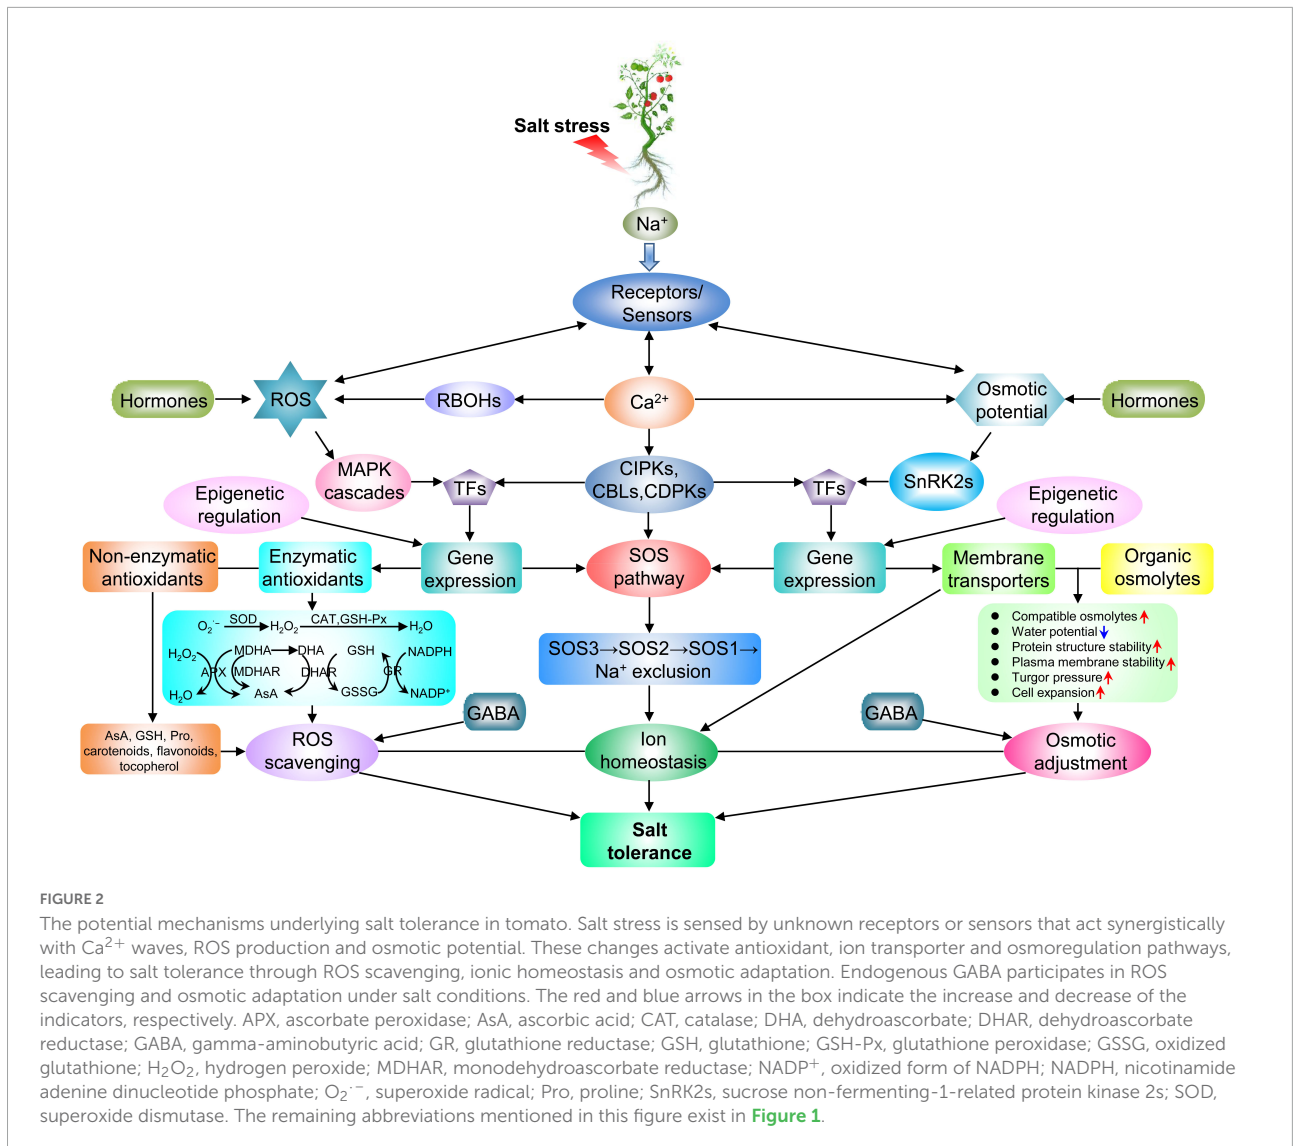 Salt stress
Na⁺
Receptors/
Sensors
Hormones
ROS
RBOHs
Ca²⁺
Osmotic
potential
Hormones
MAPK
cascades
TFs
CIPKs,
CBLs,CDPKs
TFs
SnRK2s
Epigenetic
regulation
Epigenetic
regulation
Non-enzymatic
antioxidants
Enzymatic
antioxidants
Gene
expression
SOS
pathway
Gene
expression
Membrane
transporters
Organic
osmolytes
O₂·⁻ SOD H₂O₂ CAT,GSH-Px H₂O
H₂O₂ MDHA DHA GSH NADPH
APX MDHAR DHAR GR
H₂O AsA GSSG NADP⁺
SOS3→SOS2→SOS1→
Na⁺ exclusion
● Compatible osmolytes ↑
● Water potential ↓
● Protein structure stability ↑
● Plasma membrane stability ↑
● Turgor pressure ↑
● Cell expansion ↑
GABA
GABA
AsA, GSH, Pro,
carotenoids, flavonoids,
tocopherol
ROS
scavenging
Ion
homeostasis
Osmotic
adjustment
Salt
tolerance
FIGURE 2
The potential mechanisms underlying salt tolerance in tomato. Salt stress is sensed by unknown receptors or sensors that act synergistically
with Ca²⁺ waves, ROS production and osmotic potential. These changes activate antioxidant, ion transporter and osmoregulation pathways,
leading to salt tolerance through ROS scavenging, ionic homeostasis and osmotic adaptation. Endogenous GABA participates in ROS
scavenging and osmotic adaptation under salt conditions. The red and blue arrows in the box indicate the increase and decrease of the
indicators, respectively. APX, ascorbate peroxidase; AsA, ascorbic acid; CAT, catalase; DHA, dehydroascorbate; DHAR, dehydroascorbate
reductase; GABA, gamma-aminobutyric acid; GR, glutathione reductase; GSH, glutathione; GSH-Px, glutathione peroxidase; GSSG, oxidized
glutathione; H₂O₂, hydrogen peroxide; MDHAR, monodehydroascorbate reductase; NADP⁺, oxidized form of NADPH; NADPH, nicotinamide
adenine dinucleotide phosphate; O₂·⁻, superoxide radical; Pro, proline; SnRK2s, sucrose non-fermenting-1-related protein kinase 2s; SOD,
superoxide dismutase. The remaining abbreviations mentioned in this figure exist in Figure 1.